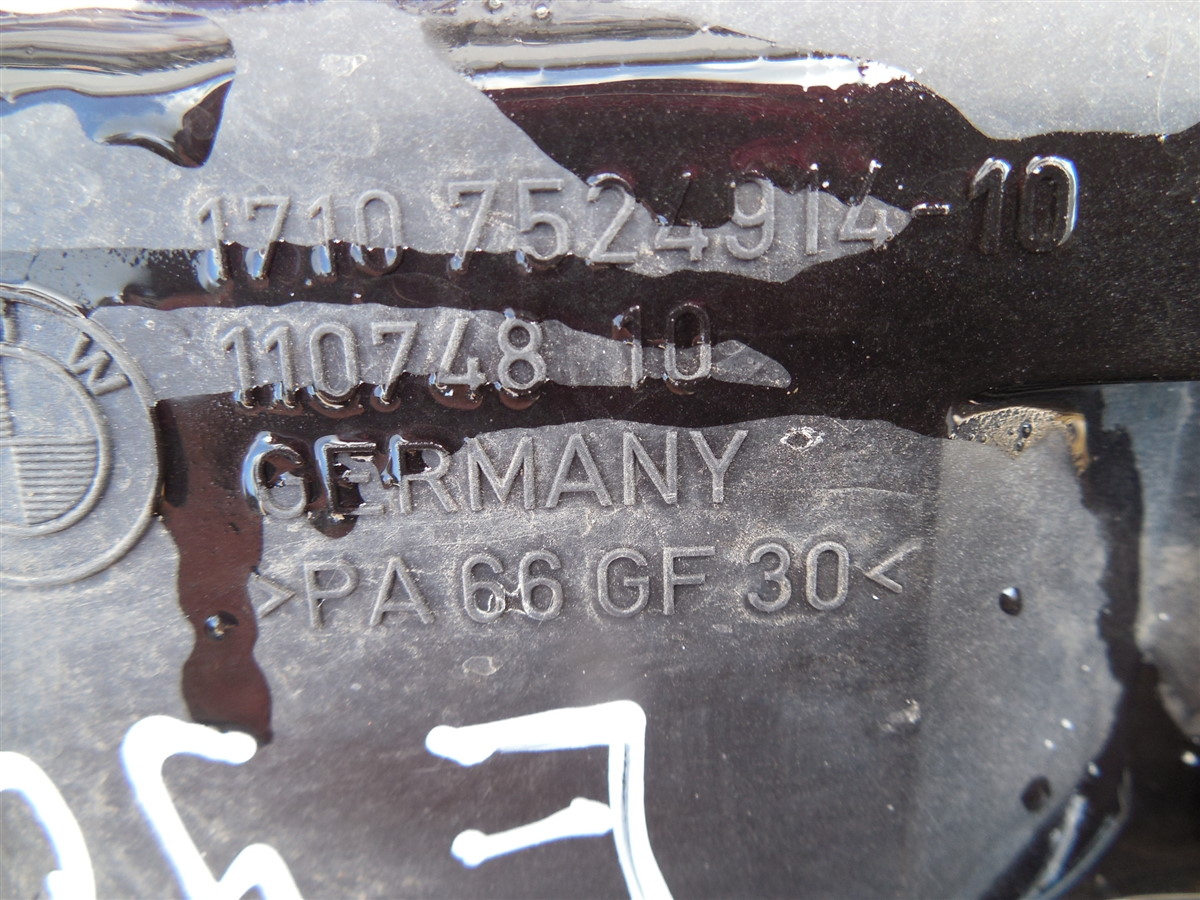 1710 7524914-10
110748 10
W
GERMANY
>PA 66 GF 30<